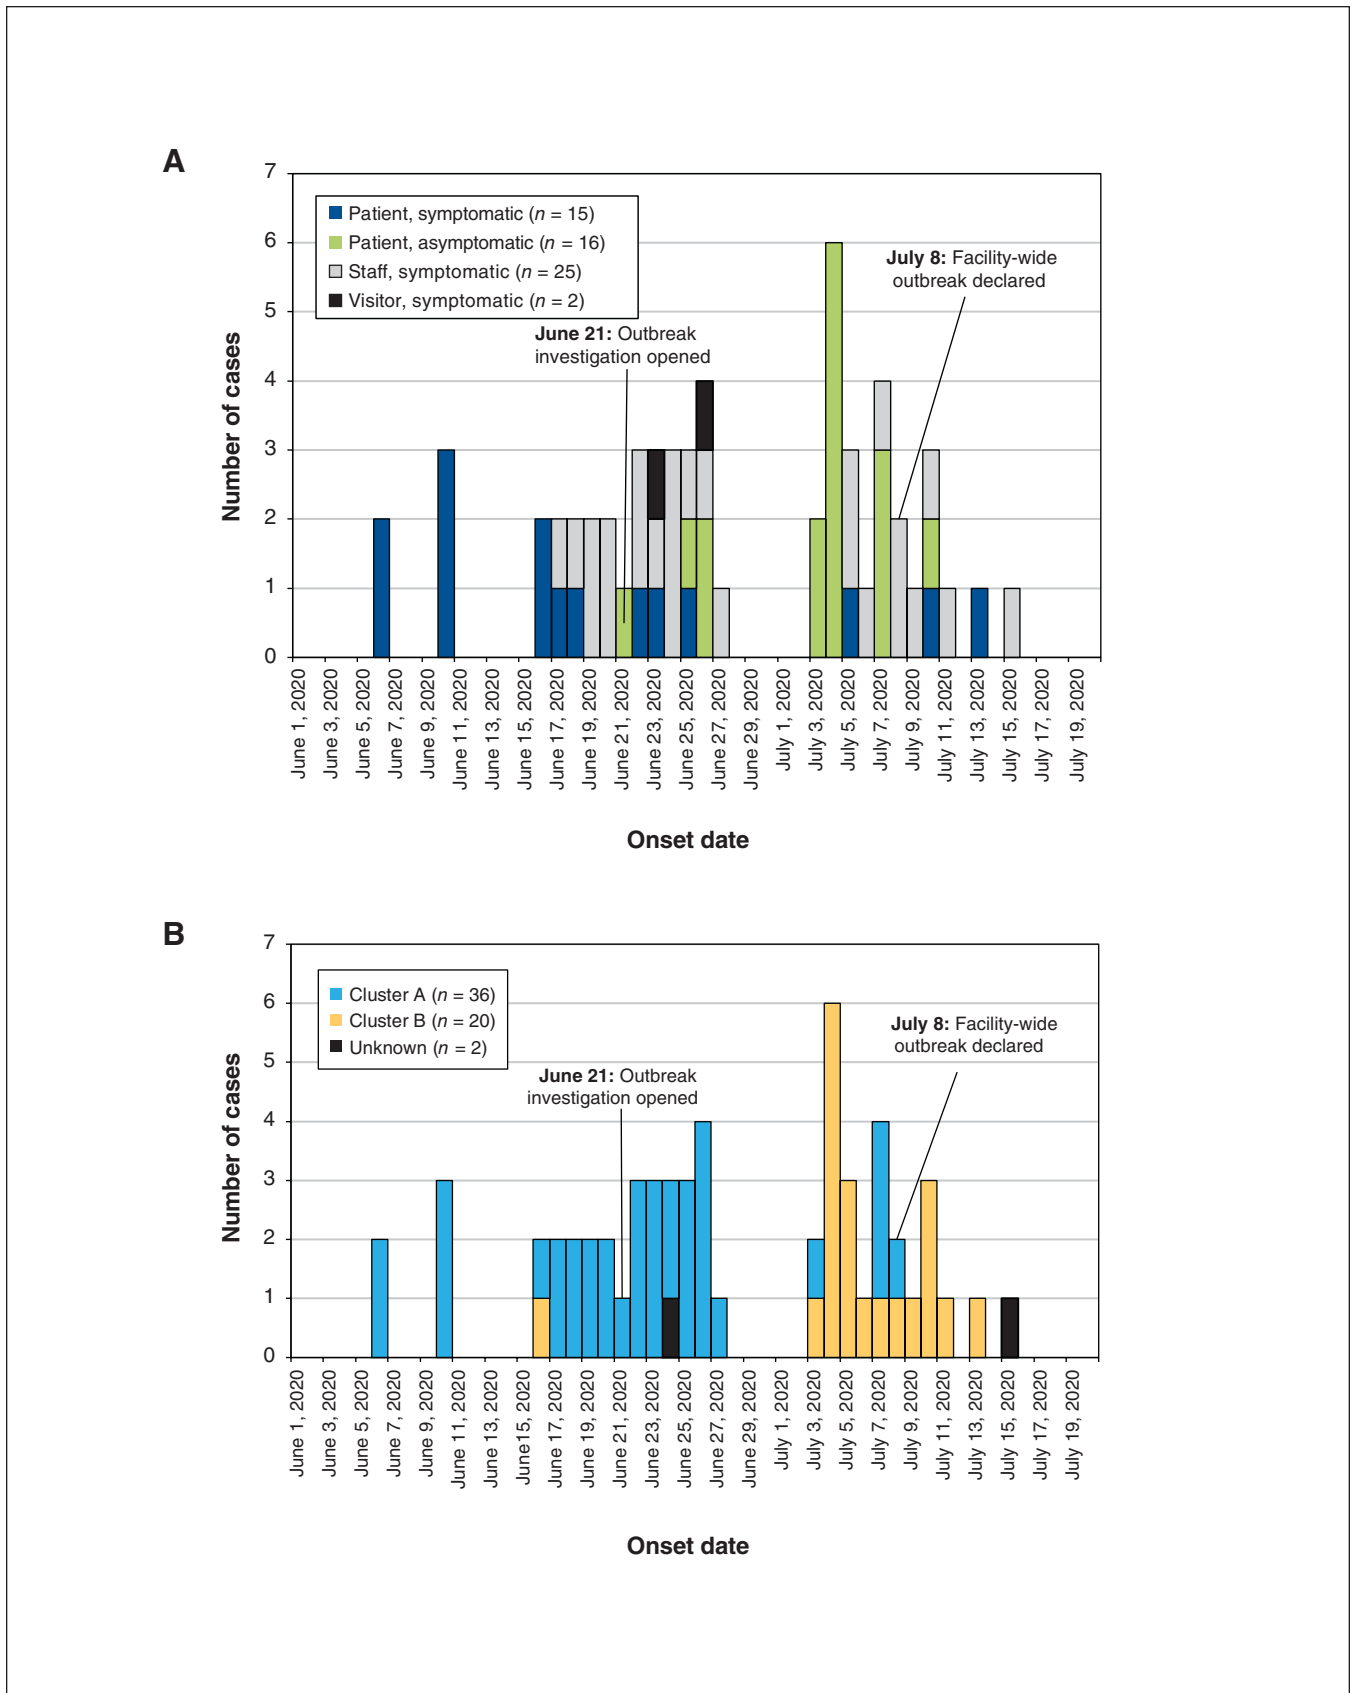 A
7
6
5
4
3
2
1
0
Number of cases
Patient, symptomatic (n = 15)
Patient, asymptomatic (n = 16)
Staff, symptomatic (n = 25)
Visitor, symptomatic (n = 2)
June 21: Outbreak
investigation opened
July 8: Facility-wide
outbreak declared
June 1, 2020
June 3, 2020
June 5, 2020
June 7, 2020
June 9, 2020
June 11, 2020
June 13, 2020
June 15, 2020
June 17, 2020
June 19, 2020
June 21, 2020
June 23, 2020
June 25, 2020
June 27, 2020
June 29, 2020
July 1, 2020
July 3, 2020
July 5, 2020
July 7, 2020
July 9, 2020
July 11, 2020
July 13, 2020
July 15, 2020
July 17, 2020
July 19, 2020
Onset date
B
7
6
5
4
3
2
1
0
Number of cases
Cluster A (n = 36)
Cluster B (n = 20)
Unknown (n = 2)
June 21: Outbreak
investigation opened
July 8: Facility-wide
outbreak declared
June 1, 2020
June 3, 2020
June 5, 2020
June 7, 2020
June 9, 2020
June 11, 2020
June 13, 2020
June15, 2020
June 17, 2020
June 19, 2020
June 21, 2020
June 23, 2020
June 25, 2020
June 27, 2020
June 29, 2020
July 1, 2020
July 3, 2020
July 5, 2020
July 7, 2020
July 9, 2020
July 11, 2020
July 13, 2020
July 15, 2020
July 17, 2020
July 19, 2020
Onset date